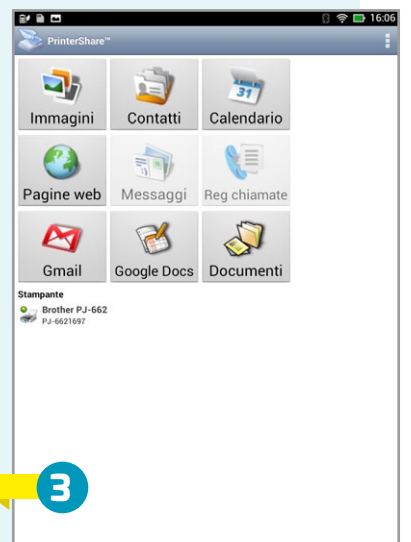 16:06
PrinterShare™
31
Immagini Contatti Calendario
Pagine web Messaggi Reg chiamate
Gmail Google Docs Documenti
Stampante
Brother PJ-662
PJ-6621697
3